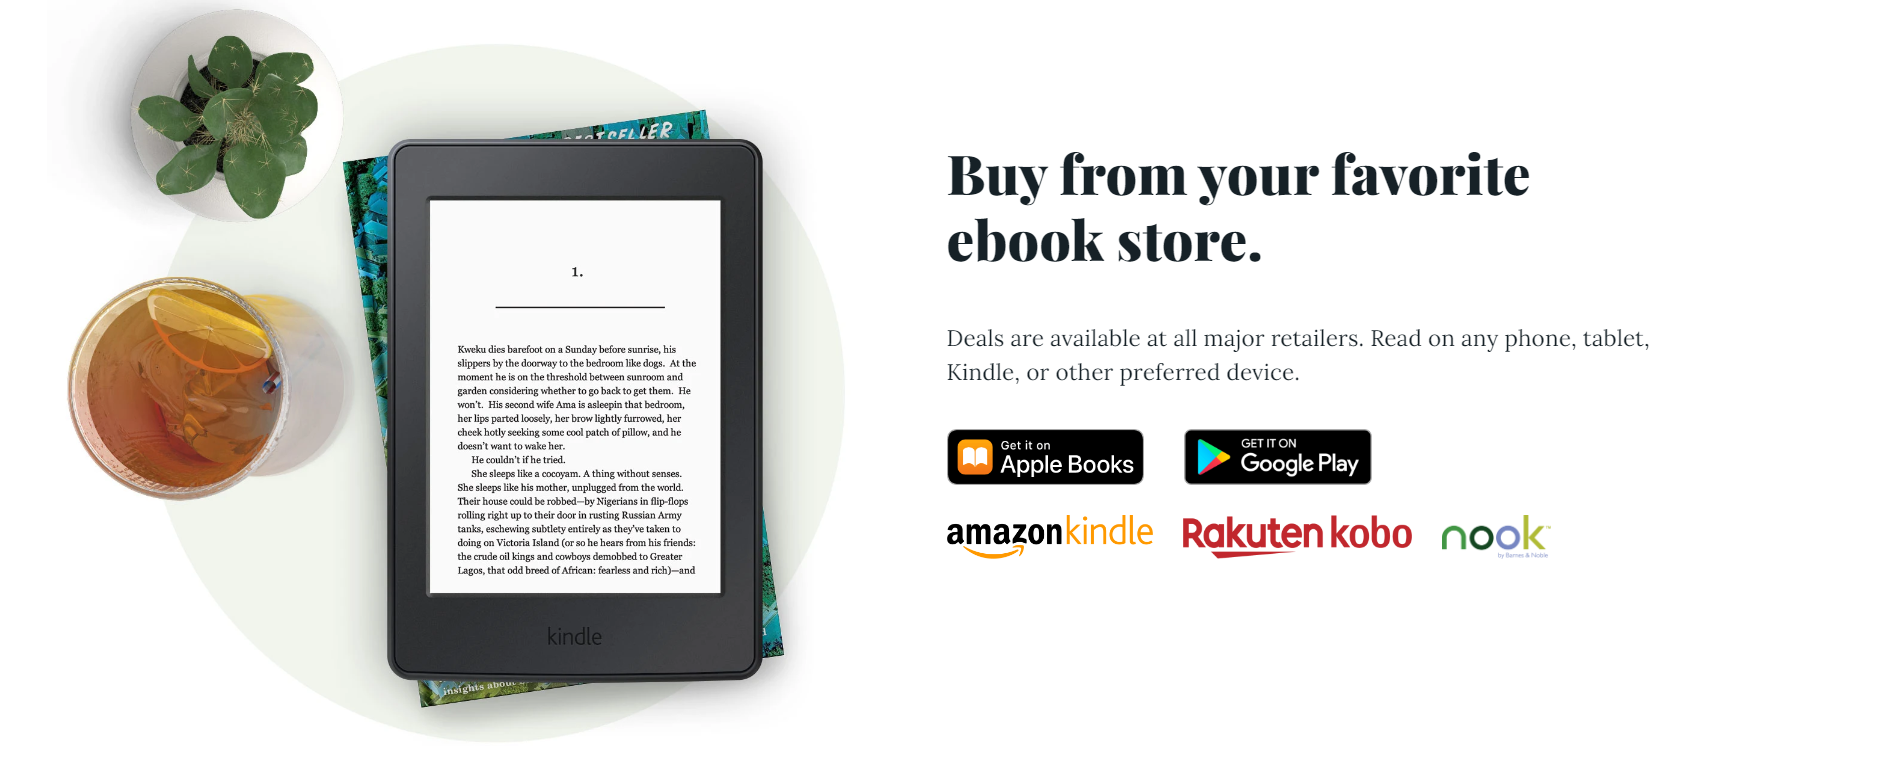 BESTSELLER
1.
Kweku dies barefoot on a Sunday before sunrise, his
slippers by the doorway to the bedroom like dogs. At the
moment he is on the threshold between sunroom and
garden considering whether to go back to get them. He
won't. His second wife Ama is asleepin that bedroom,
her lips parted loosely, her brow lightly furrowed, her
cheek hotly seeking some cool patch of pillow, and he
doesn't want to wake her.
He couldn't if he tried.
She sleeps like a cocoyam. A thing without senses.
She sleeps like his mother, unplugged from the world.
Their house could be robbed—by Nigerians in flip-flops
rolling right up to their door in rusting Russian Army
tanks, eschewing subtlety entirely as they've taken to
doing on Victoria Island (or so he hears from his friends:
the crude oil kings and cowboys demobbed to Greater
Lagos, that odd breed of African: fearless and rich)—and
kindle
insights about
Buy from your favorite
ebook store.
Deals are available at all major retailers. Read on any phone, tablet,
Kindle, or other preferred device.
Get it on
Apple Books
GET IT ON
Google Play
amazonkindle
Rakuten kobo
nook™
by Barnes & Noble